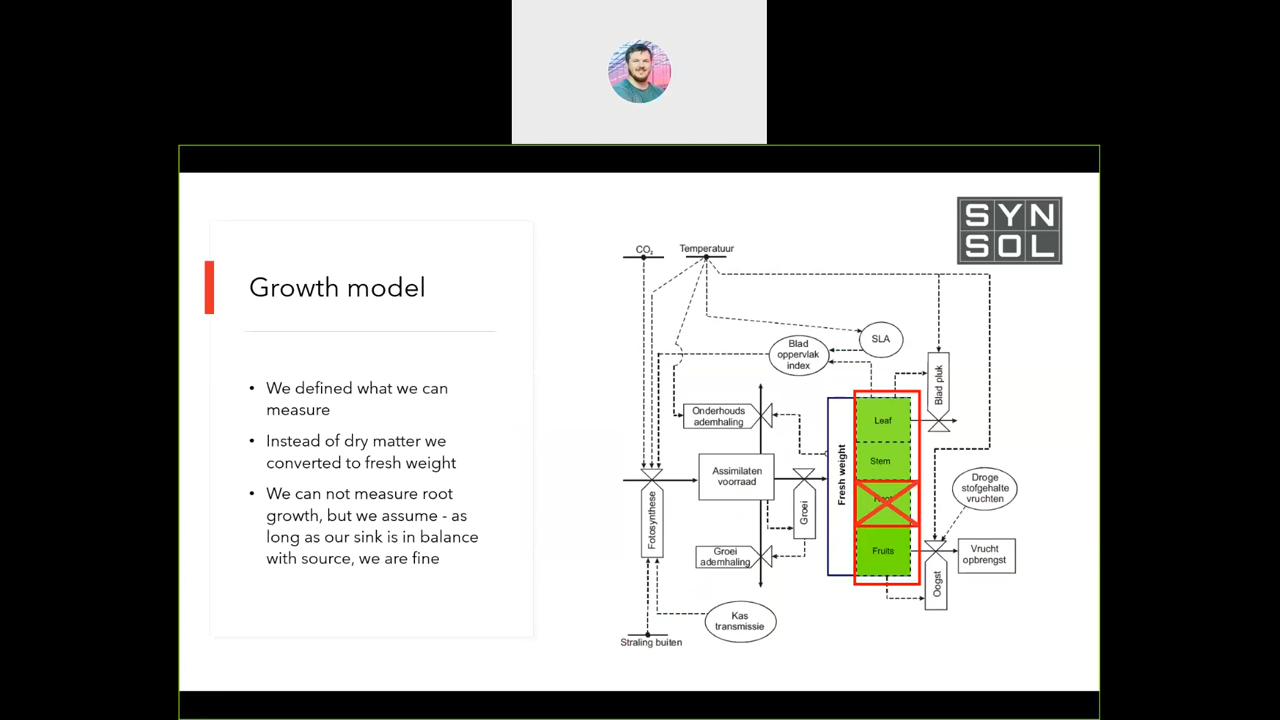 SYN
SOL
Growth model
• We defined what we can
measure
• Instead of dry matter we
converted to fresh weight
• We can not measure root
growth, but we assume - as
long as our sink is in balance
with source, we are fine
CO₂
Temperatuur
SLA
Blad
oppervlak
index
Blad pluk
Onderhouds
ademhaling
Leaf
Stem
Fresh weight
Assimilaten
voorraad
Droge
stofgehalte
vruchten
Fotosynthese
Groei
Groei
ademhaling
Fruits
Vrucht
opbrengst
Oogst
Kas
transmissie
Straling buiten